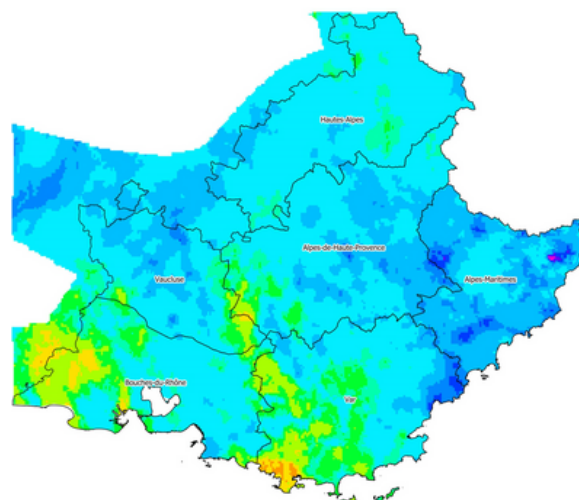 Hautes-Alpes
Alpes-de-Haute-Provence
Vaucluse
Alpes-Maritimes
Bouches-du-Rhône
Var